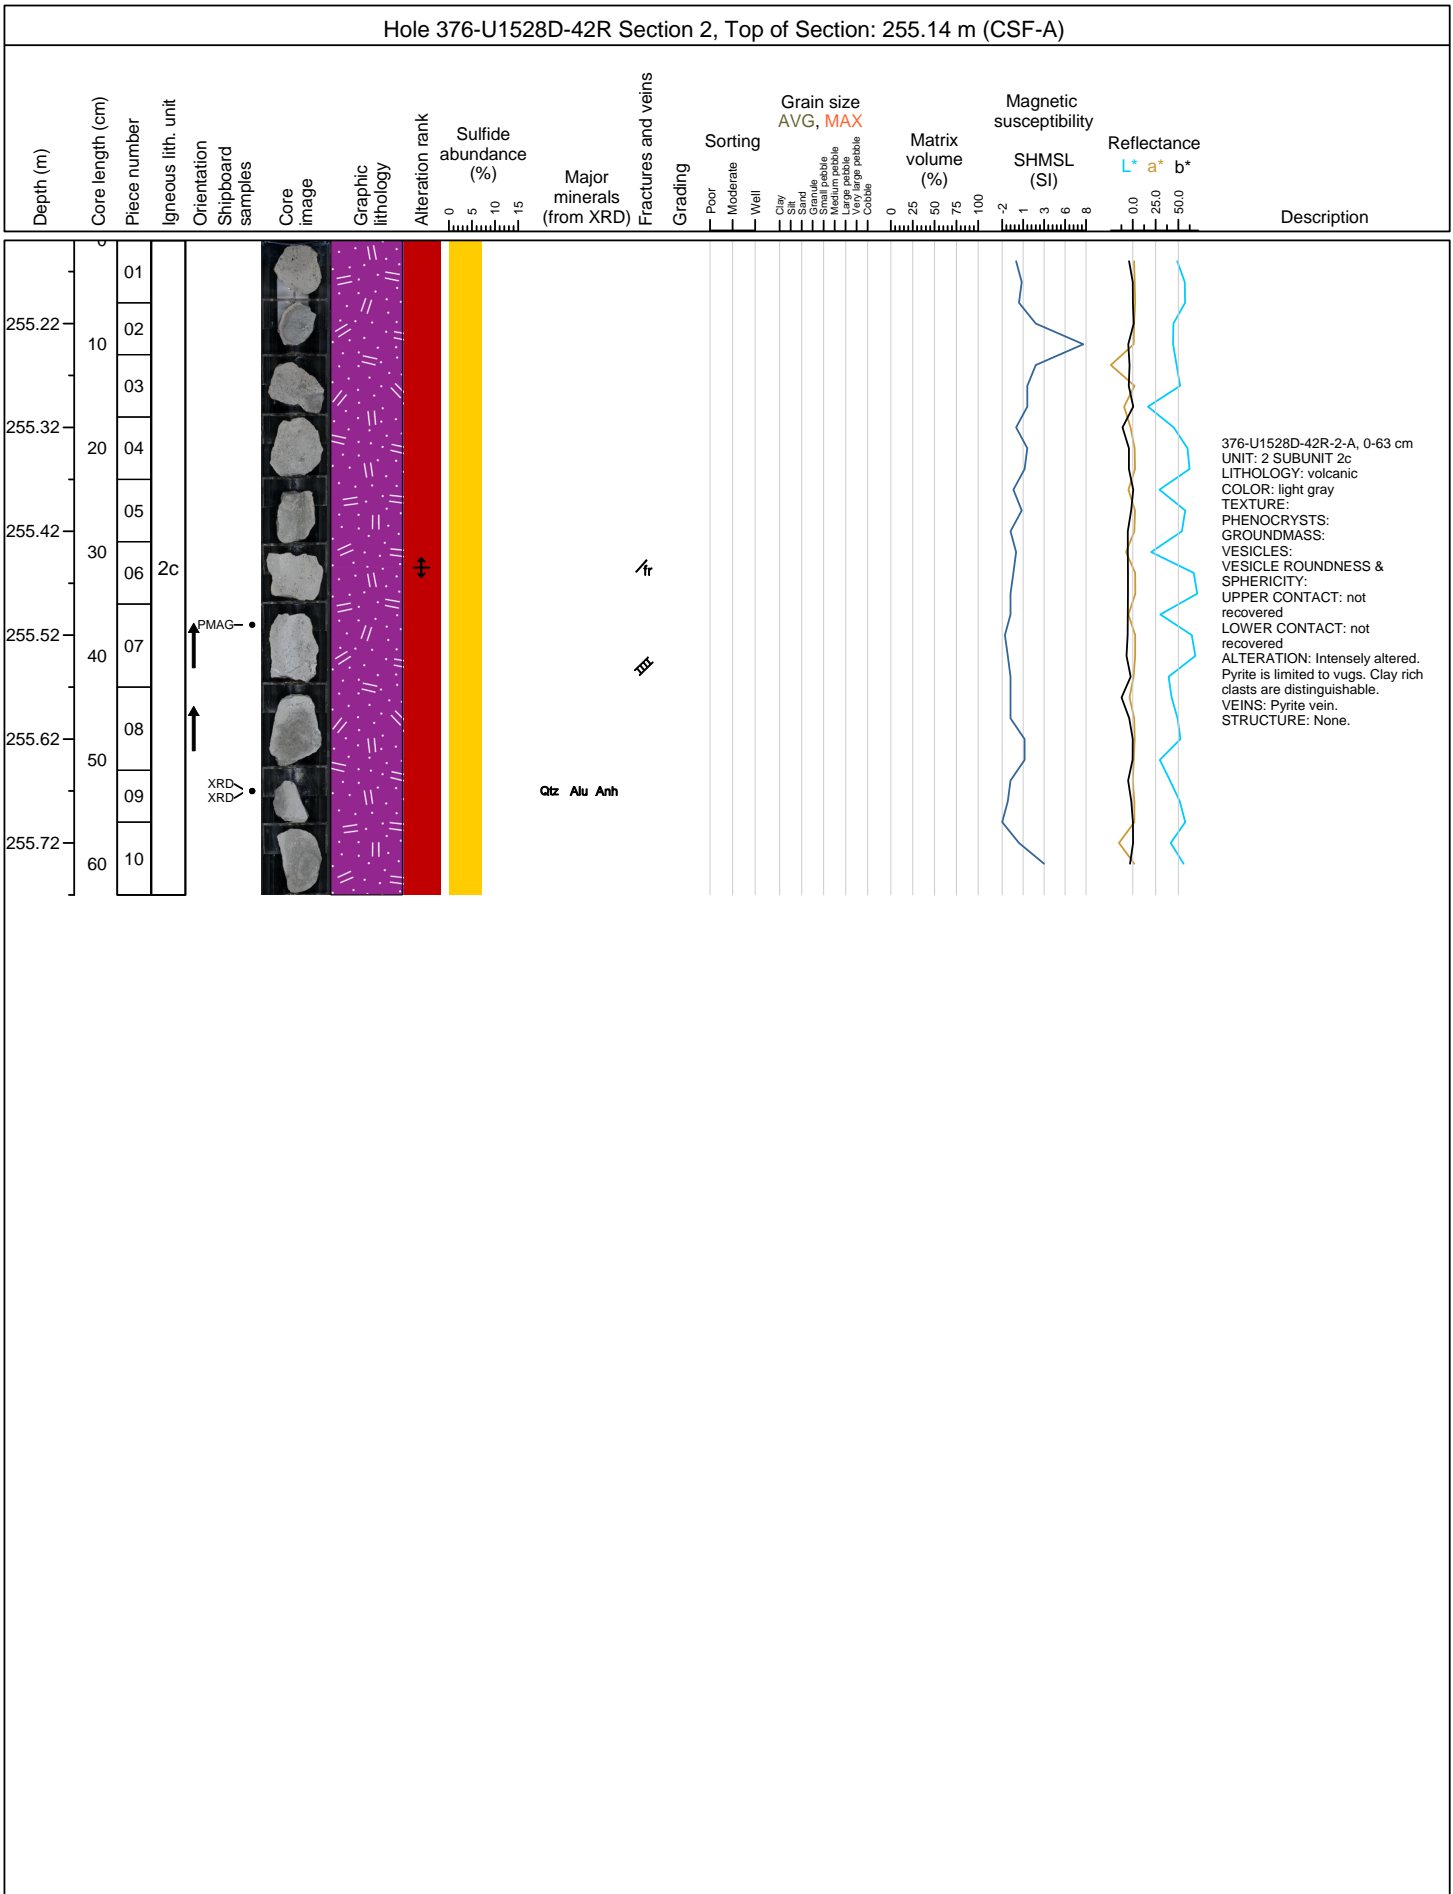 Hole 376-U1528D-42R Section 2, Top of Section: 255.14 m (CSF-A)
Depth (m)
Core length (cm)
Piece number
Igneous lith. unit
Orientation
Shipboard
samples
Core
image
Graphic
lithology
Alteration rank
Sulfide
abundance
(%)
0 5 10 15
Major
minerals
(from XRD)
Fractures and veins
Grading
Sorting
Poor
Moderate
Well
Grain size
AVG, MAX
Clay
Silt
Sand
Granule
Small pebble
Medium pebble
Large pebble
Very large pebble
Cobble
Matrix
volume
(%)
0 25 50 75 100
Magnetic
susceptibility
SHMSL
(SI)
-2 1 3 6 8
Reflectance
L* a* b*
0.0 25.0 50.0
Description
0
01
255.22
02
10
03
255.32
20
04
05
255.42
30
06
2c
fr
PMAG
255.52
07
40
08
255.62
50
XRD
XRD
09
Qtz Alu Anh
255.72
60
10
376-U1528D-42R-2-A, 0-63 cm
UNIT: 2 SUBUNIT 2c
LITHOLOGY: volcanic
COLOR: light gray
TEXTURE:
PHENOCRYSTS:
GROUNDMASS:
VESICLES:
VESICLE ROUNDNESS &
SPHERICITY:
UPPER CONTACT: not
recovered
LOWER CONTACT: not
recovered
ALTERATION: Intensely altered.
Pyrite is limited to vugs. Clay rich
clasts are distinguishable.
VEINS: Pyrite vein.
STRUCTURE: None.